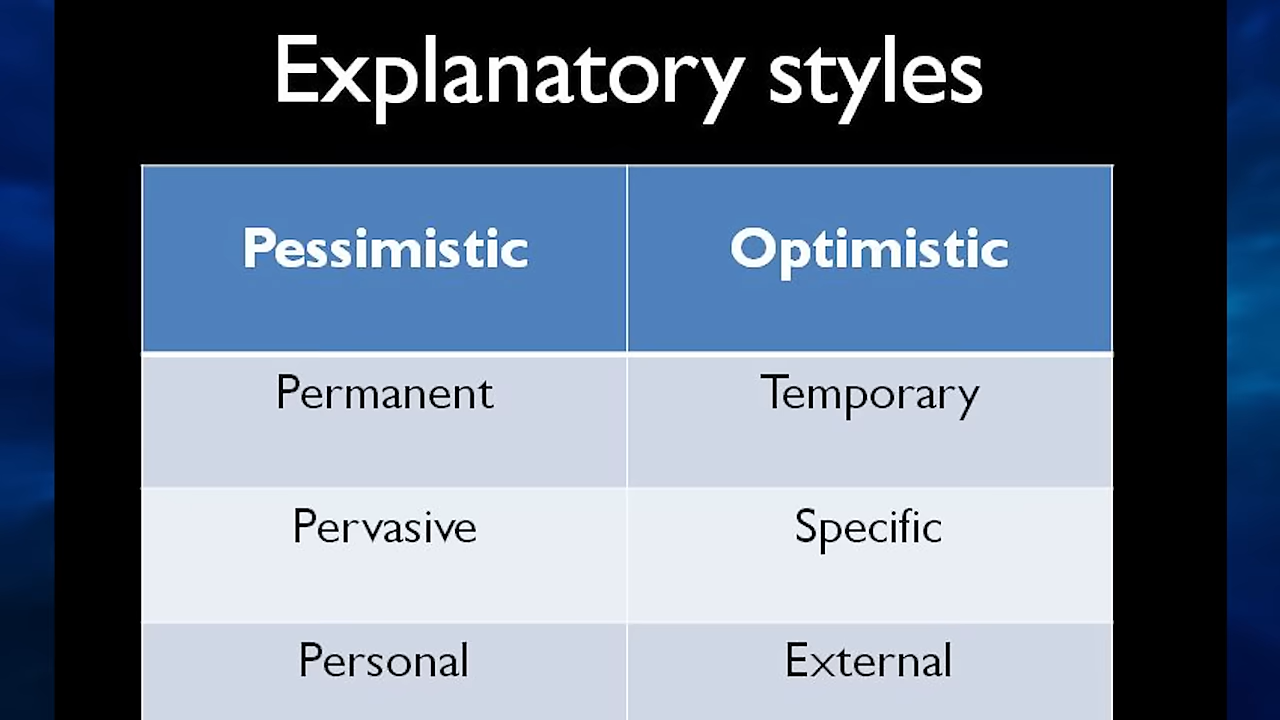 Explanatory styles
Pessimistic Optimistic
Permanent Temporary
Pervasive Specific
Personal External